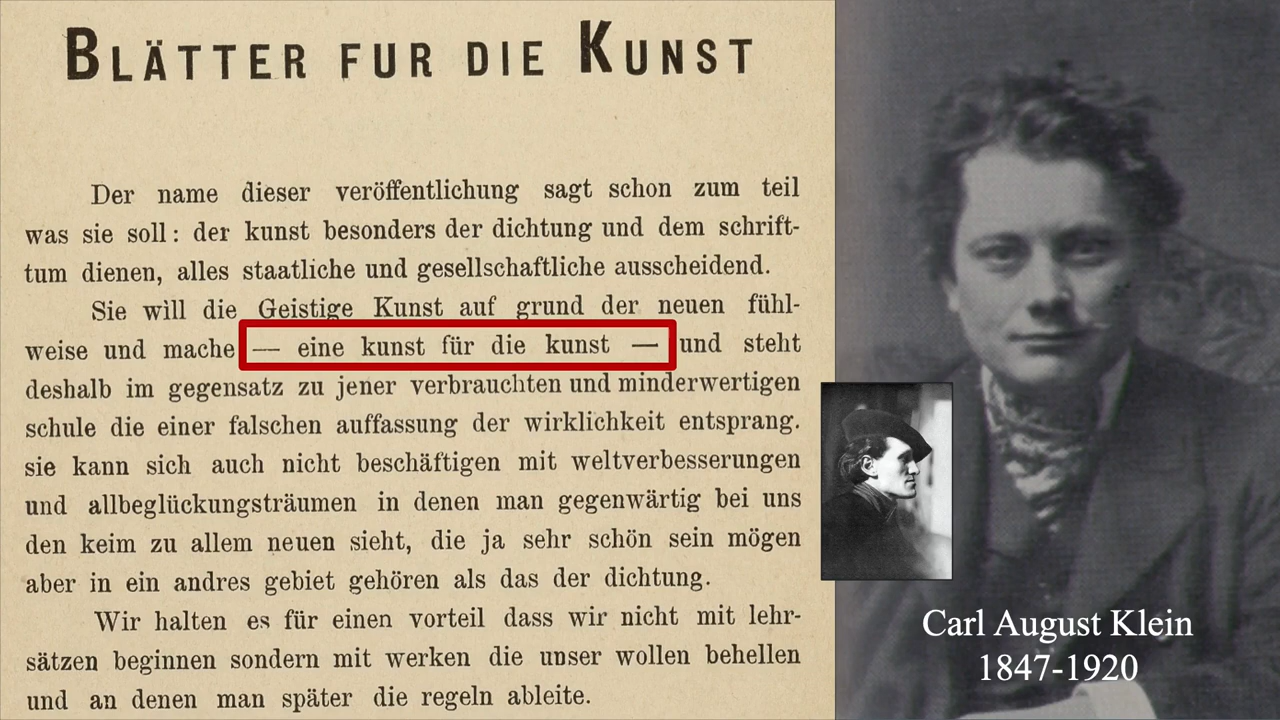 BLÄTTER FUR DIE KUNST
Der name dieser veröffentlichung sagt schon zum teil
was sie soll: der kunst besonders der dichtung und dem schrift-
tum dienen, alles staatliche und gesellschaftliche ausscheidend.
Sie will die Geistige Kunst auf grund der neuen fühl-
weise und mache — eine kunst für die kunst — und steht
deshalb im gegensatz zu jener verbrauchten und minderwertigen
schule die einer falschen auffassung der wirklichkeit entsprang.
sie kann sich auch nicht beschäftigen mit weltverbesserungen
und allbeglückungsträumen in denen man gegenwärtig bei uns
den keim zu allem neuen sieht, die ja sehr schön sein mögen
aber in ein andres gebiet gehören als das der dichtung.
Wir halten es für einen vorteil dass wir nicht mit lehr-
sätzen beginnen sondern mit werken die unser wollen behellen
und an denen man später die regeln ableite.
Carl August Klein
1847-1920